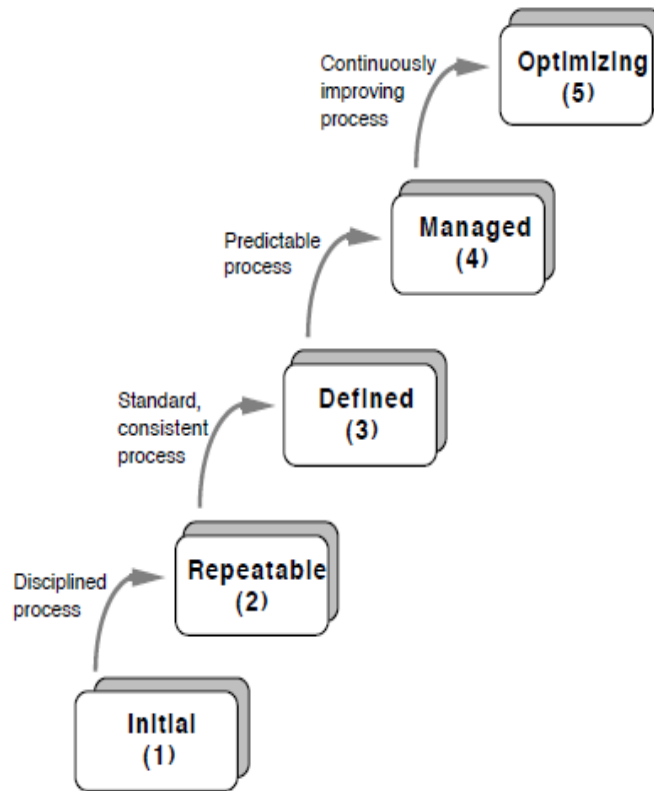 Continuously
improving
process
Optimizing
(5)
Predictable
process
Managed
(4)
Standard,
consistent
process
Defined
(3)
Disciplined
process
Repeatable
(2)
Initial
(1)